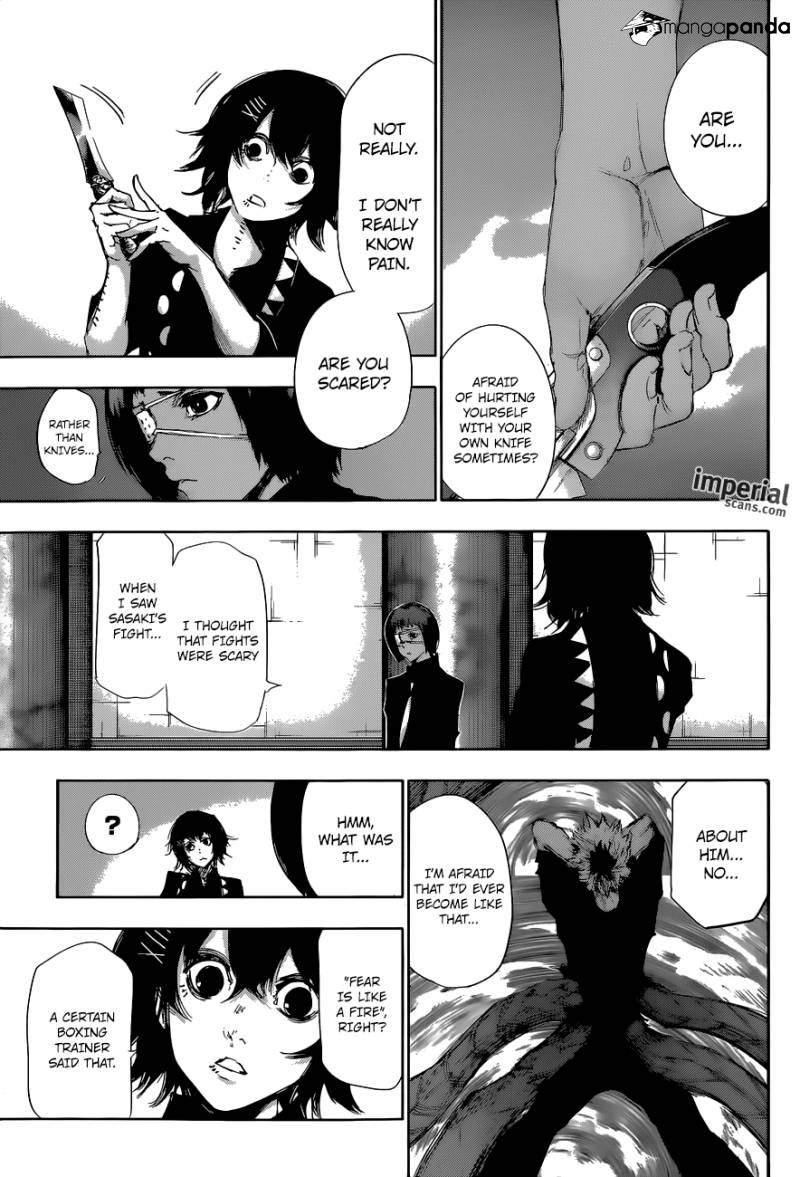 mangapanda
ARE
YOU...
AFRAID
OF HURTING
YOURSELF
WITH YOUR
OWN KNIFE
SOMETIMES?
NOT
REALLY.
I DON'T
REALLY
KNOW
PAIN.
ARE YOU
SCARED?
RATHER
THAN
KNIVES...
imperial
scans.com
WHEN
I SAW
SASAKI'S
FIGHT...
I THOUGHT
THAT FIGHTS
WERE SCARY
ABOUT
HIM...
NO...
I'M AFRAID
THAT I'D EVER
BECOME LIKE
THAT...
HMM,
WHAT WAS
IT...
?
"FEAR
IS LIKE
A FIRE",
RIGHT?
A CERTAIN
BOXING
TRAINER
SAID THAT.